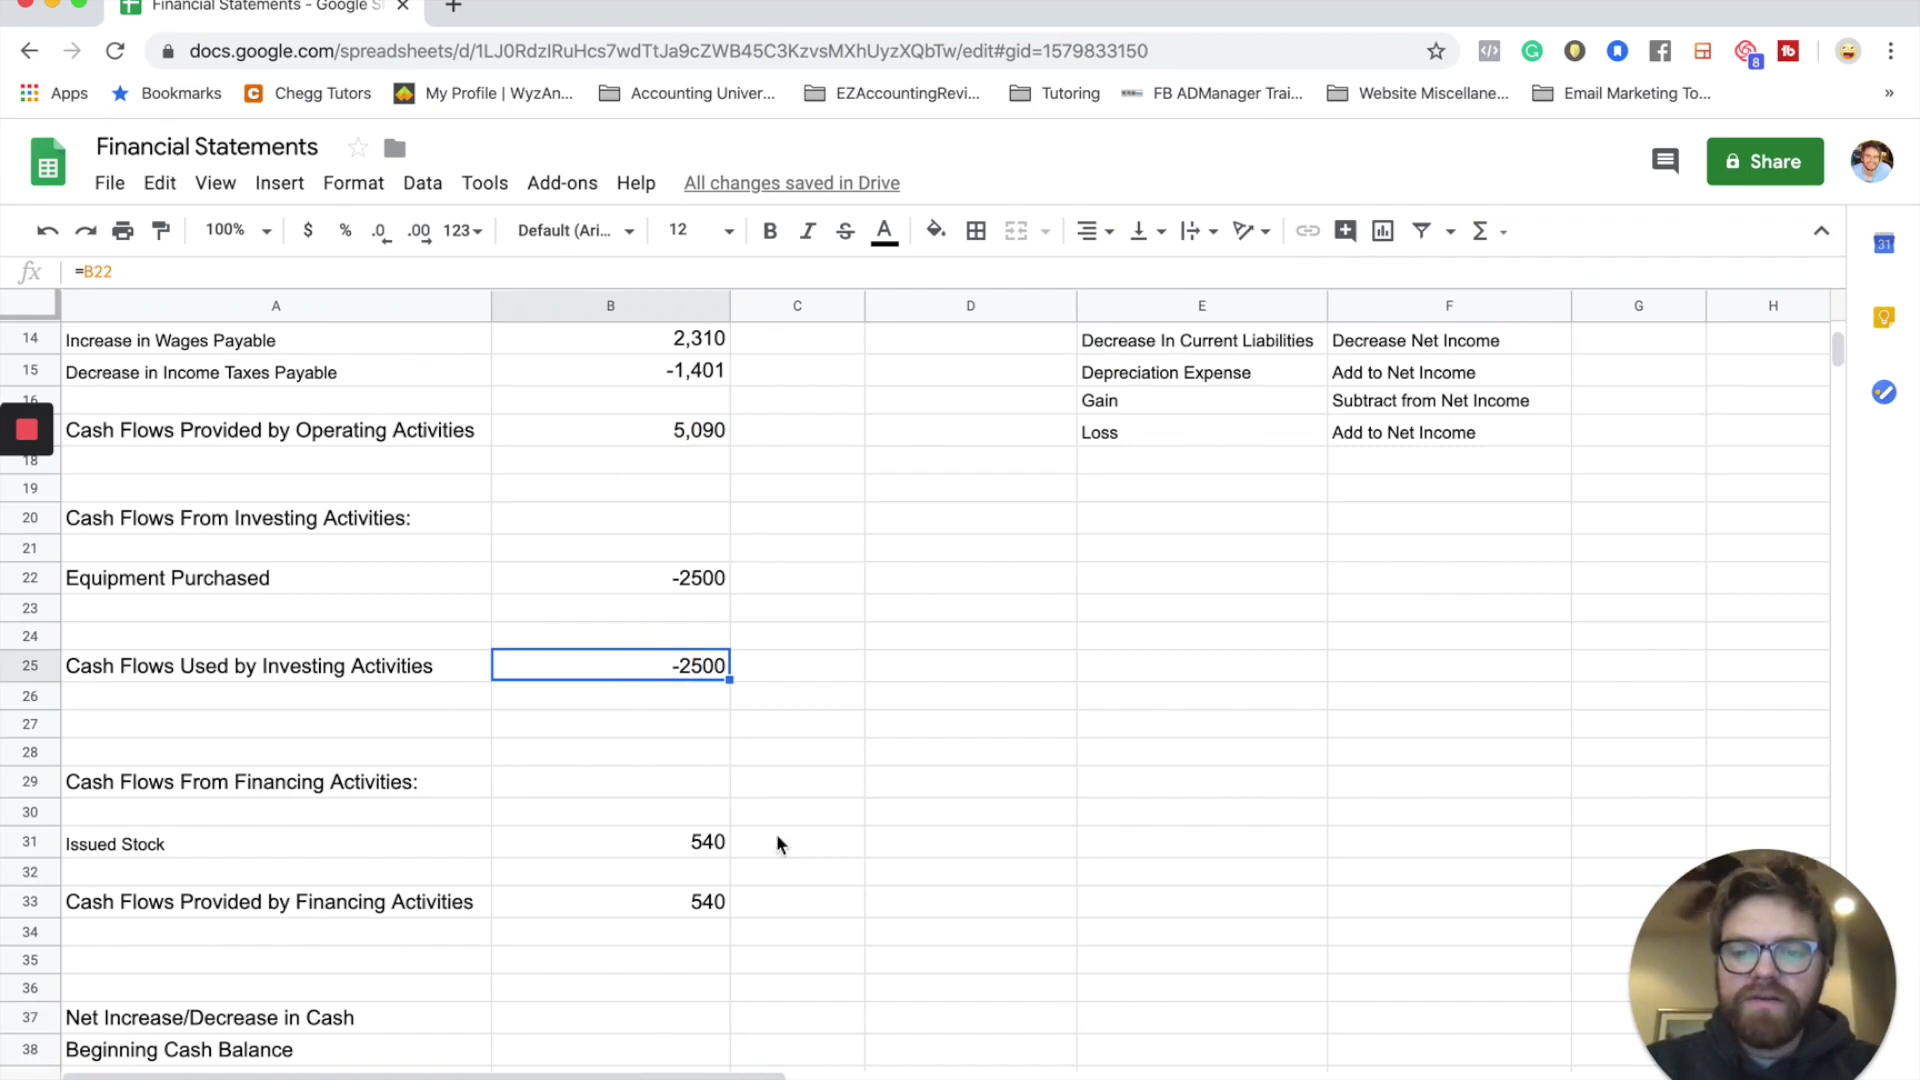 Financial Statements - Google S
docs.google.com/spreadsheets/d/1LJ0RdzlRuHcs7wdTtJa9cZWB45C3KzvsMXhUyzXQbTw/edit#gid=1579833150
8
tb
Apps
Bookmarks
C
Chegg Tutors
My Profile | WyzAn...
Accounting Univer...
EZAccountingRevi...
Tutoring
FB ADManager Trai...
Website Miscellane...
Email Marketing To...
»
Financial Statements
Share
File Edit View Insert Format Data Tools Add-ons Help All changes saved in Drive
100% $ % .0 .00 123 Default (Ari... 12 B I S A Σ
31
fx =B22
A B C D E F G H
14 Increase in Wages Payable 2,310 Decrease In Current Liabilities Decrease Net Income
15 Decrease in Income Taxes Payable -1,401 Depreciation Expense Add to Net Income
16 Gain Subtract from Net Income
Cash Flows Provided by Operating Activities 5,090 Loss Add to Net Income
18
19
20 Cash Flows From Investing Activities:
21
22 Equipment Purchased -2500
23
24
25 Cash Flows Used by Investing Activities -2500
26
27
28
29 Cash Flows From Financing Activities:
30
31 Issued Stock 540
32
33 Cash Flows Provided by Financing Activities 540
34
35
36
37 Net Increase/Decrease in Cash
38 Beginning Cash Balance